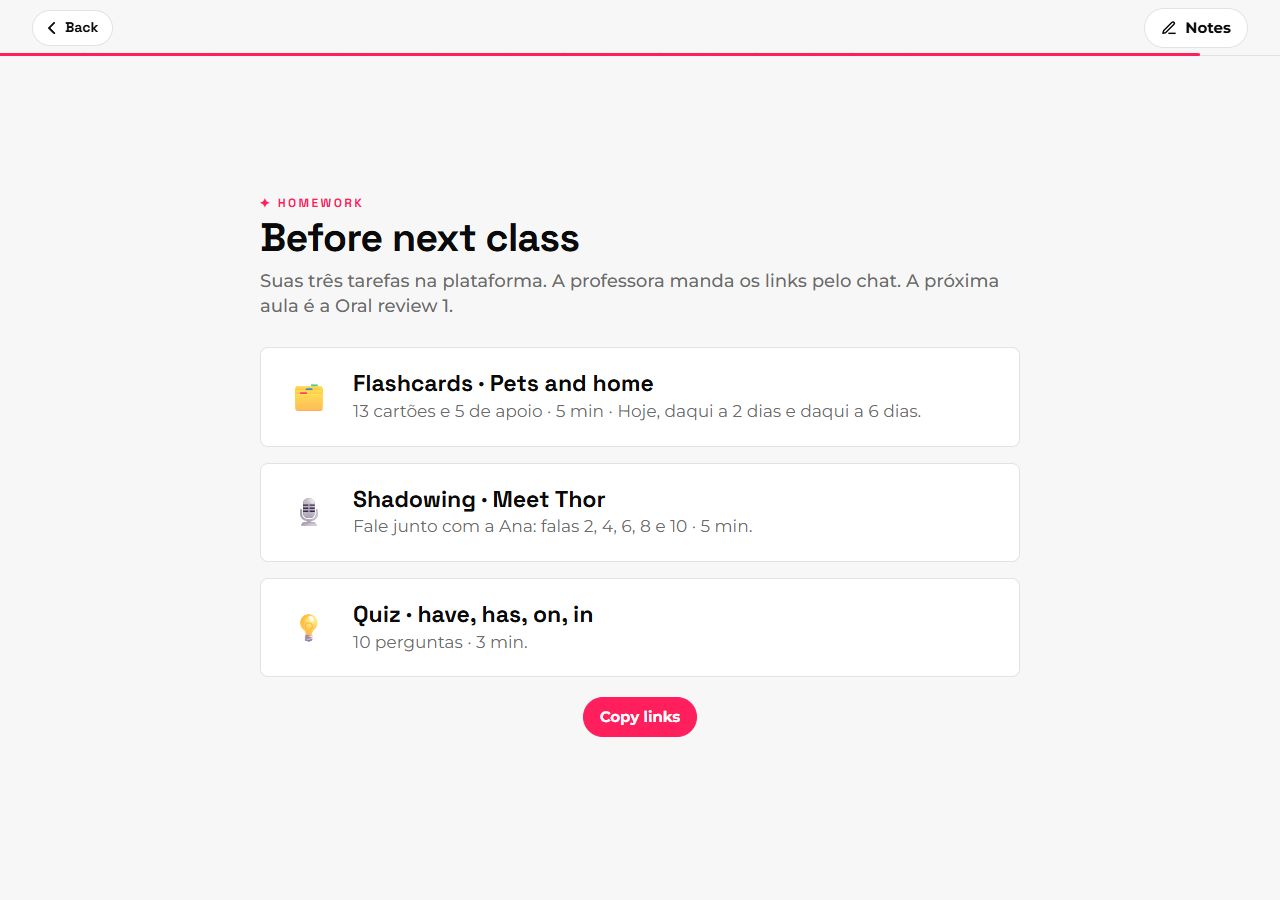 Back
Notes
✦ HOMEWORK
Before next class
Suas três tarefas na plataforma. A professora manda os links pelo chat. A próxima
aula é a Oral review 1.
Flashcards · Pets and home
13 cartões e 5 de apoio · 5 min · Hoje, daqui a 2 dias e daqui a 6 dias.
Shadowing · Meet Thor
Fale junto com a Ana: falas 2, 4, 6, 8 e 10 · 5 min.
Quiz · have, has, on, in
10 perguntas · 3 min.
Copy links